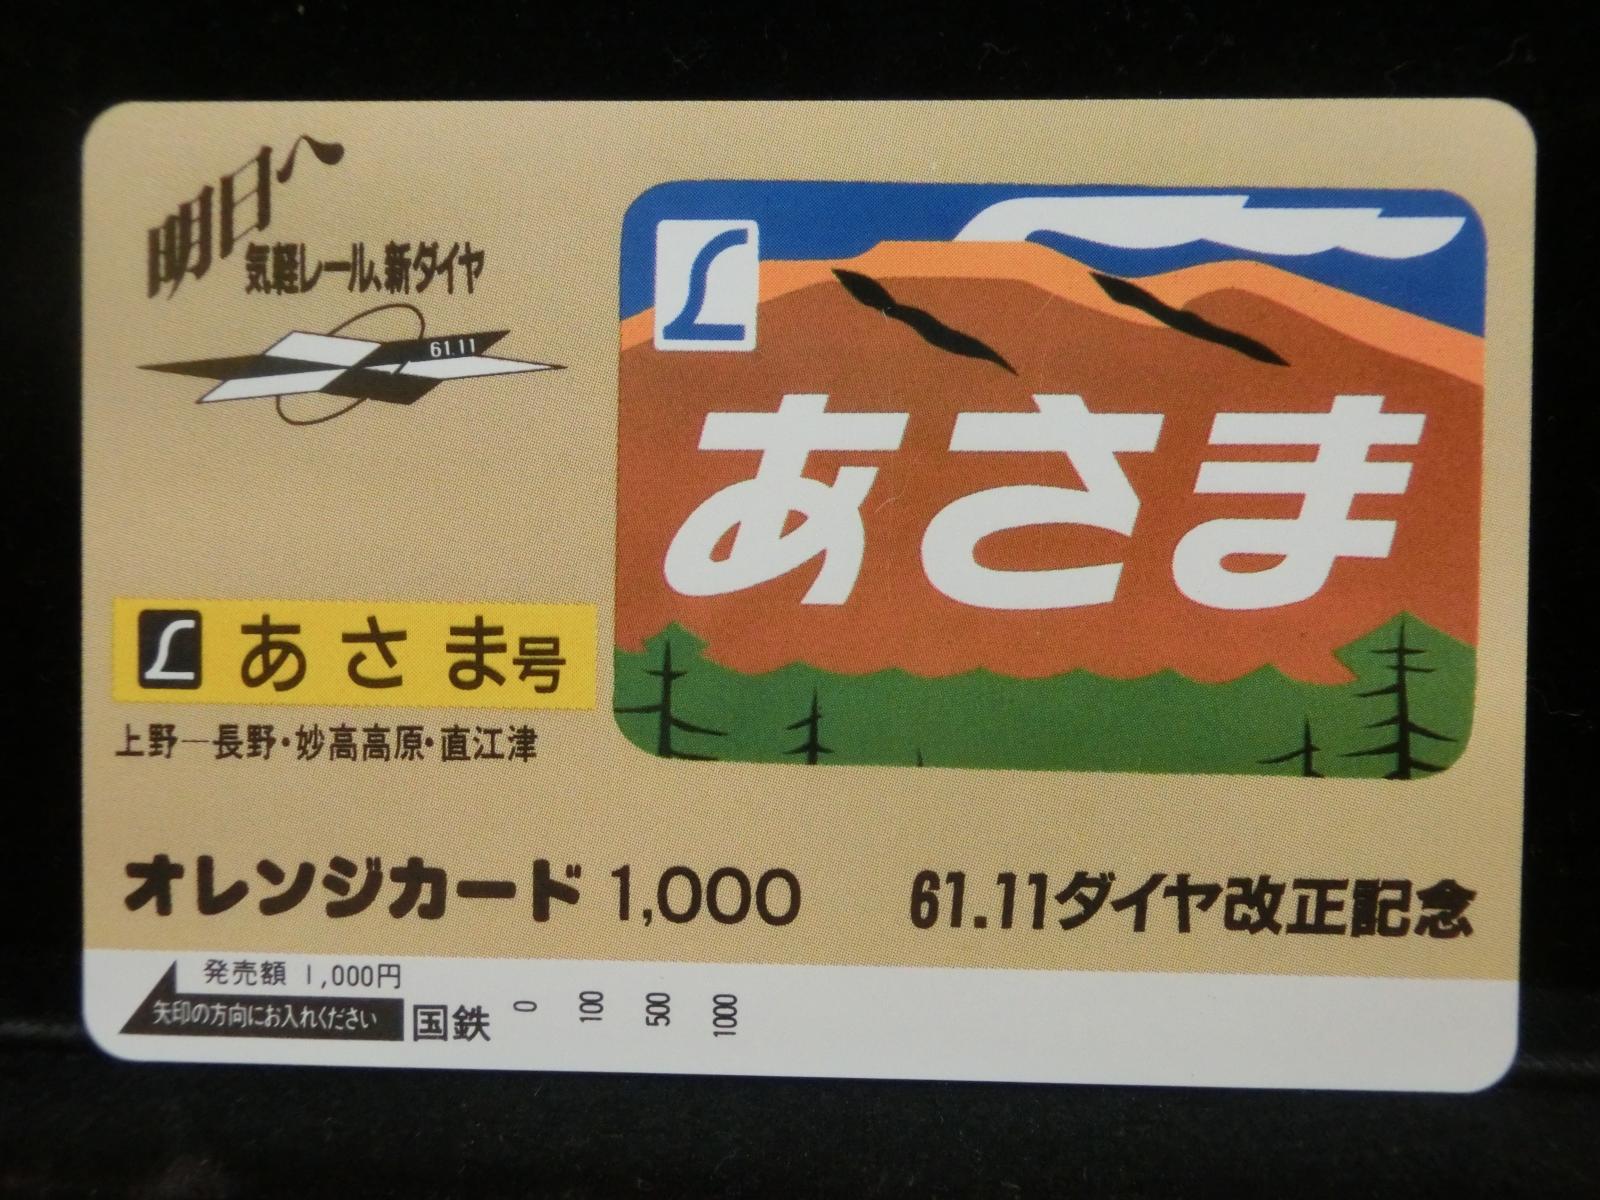 明日へ
気軽レール、新ダイヤ
61.11
L
あさま
L あさま号
上野―長野・妙高高原・直江津
オレンジカード 1,000
61.11ダイヤ改正記念
発売額 1,000円
矢印の方向にお入れください
国鉄 0 100 500 1000